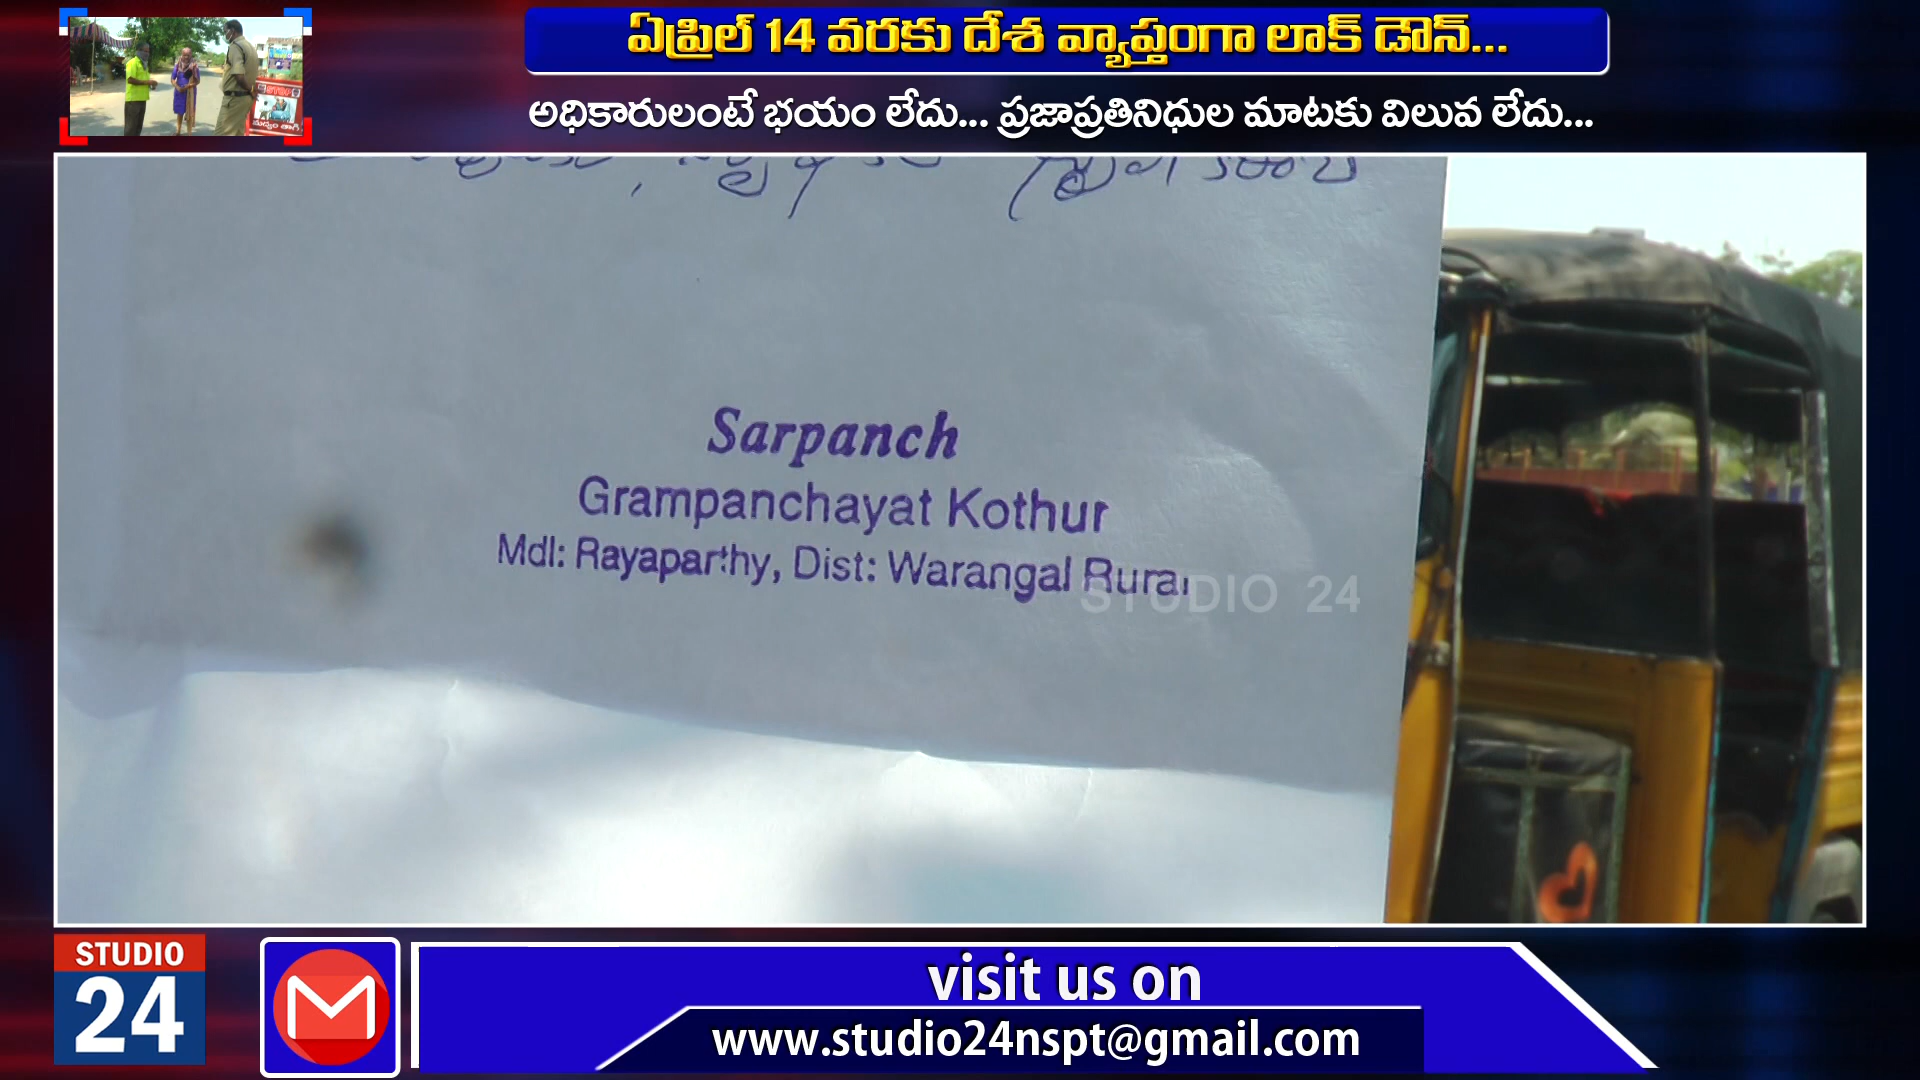 ఏప్రిల్ 14 వరకు దేశ వ్యాప్తంగా లాక్ డౌన్...
అధికారులంటే భయం లేదు... ప్రజాప్రతినిధుల మాటకు విలువ లేదు...
STOP
Sarpanch
Grampanchayat Kothur
Mdl: Rayaparthy, Dist: Warangal Rural
STUDIO 24
STUDIO
24
visit us on
www.studio24nspt@gmail.com